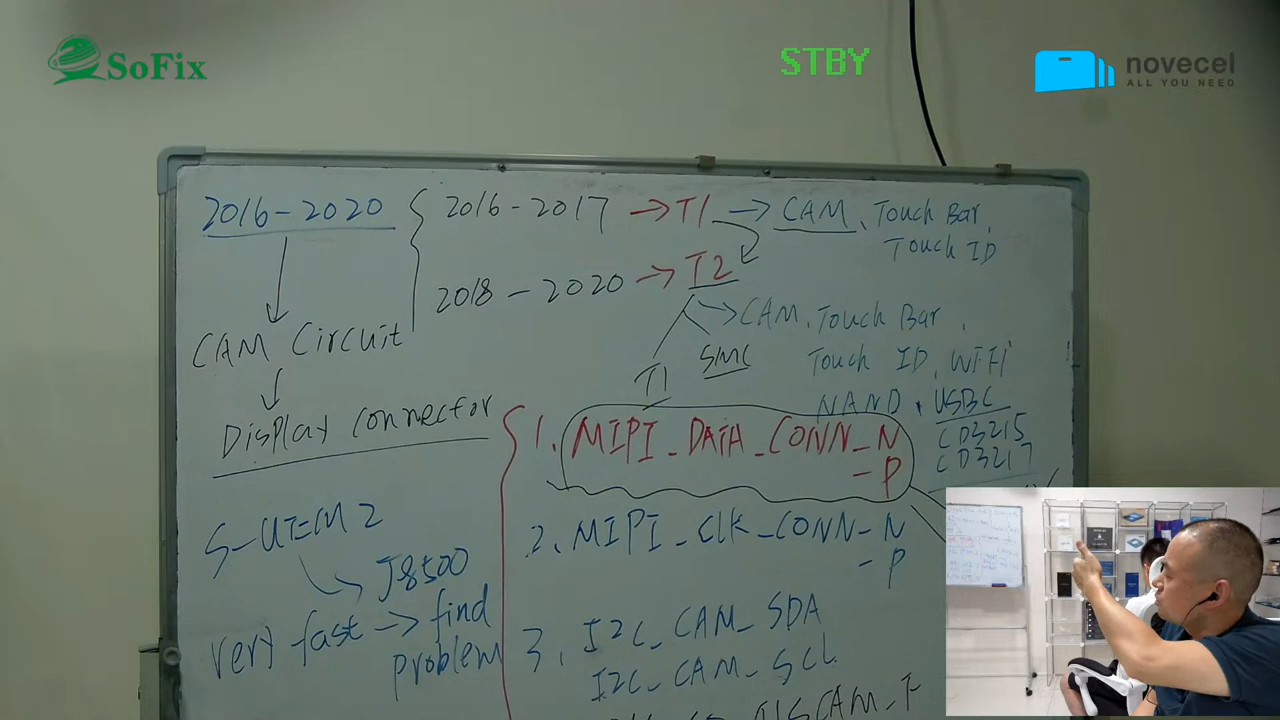 SoFix
STBY
novecel
ALL YOU NEED
2016-2020
CAM Circuit
Display connector
2016-2017 → T1 → CAM, Touch Bar,
Touch ID
2018-2020 → T2
CAM, Touch Bar,
Touch ID, WIFI
NAND, USBC
CD3215
CD3217
SMC
T1
1. MIPI_DATA_CONN_N
-P
2. MIPI_CLK_CONN_N
-P
3. I2C_CAM_SDA
I2C_CAM_SCL
J8500
very fast → find
problem